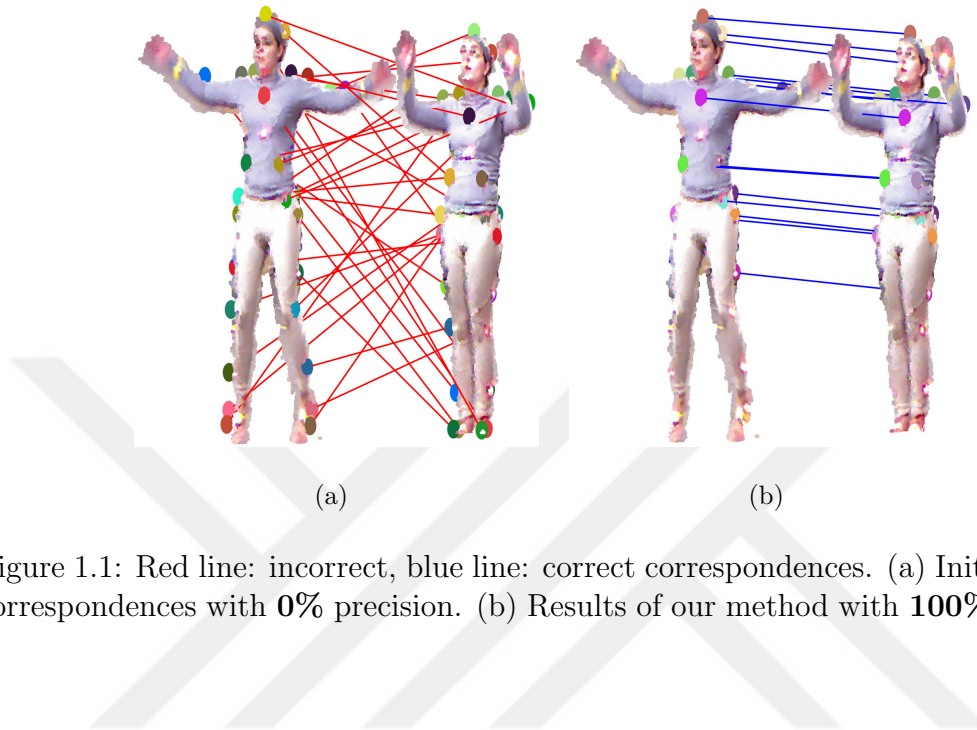 (a) (b)
igure 1.1: Red line: incorrect, blue line: correct correspondences. (a) Init
orrespondences with 0% precision. (b) Results of our method with 100%